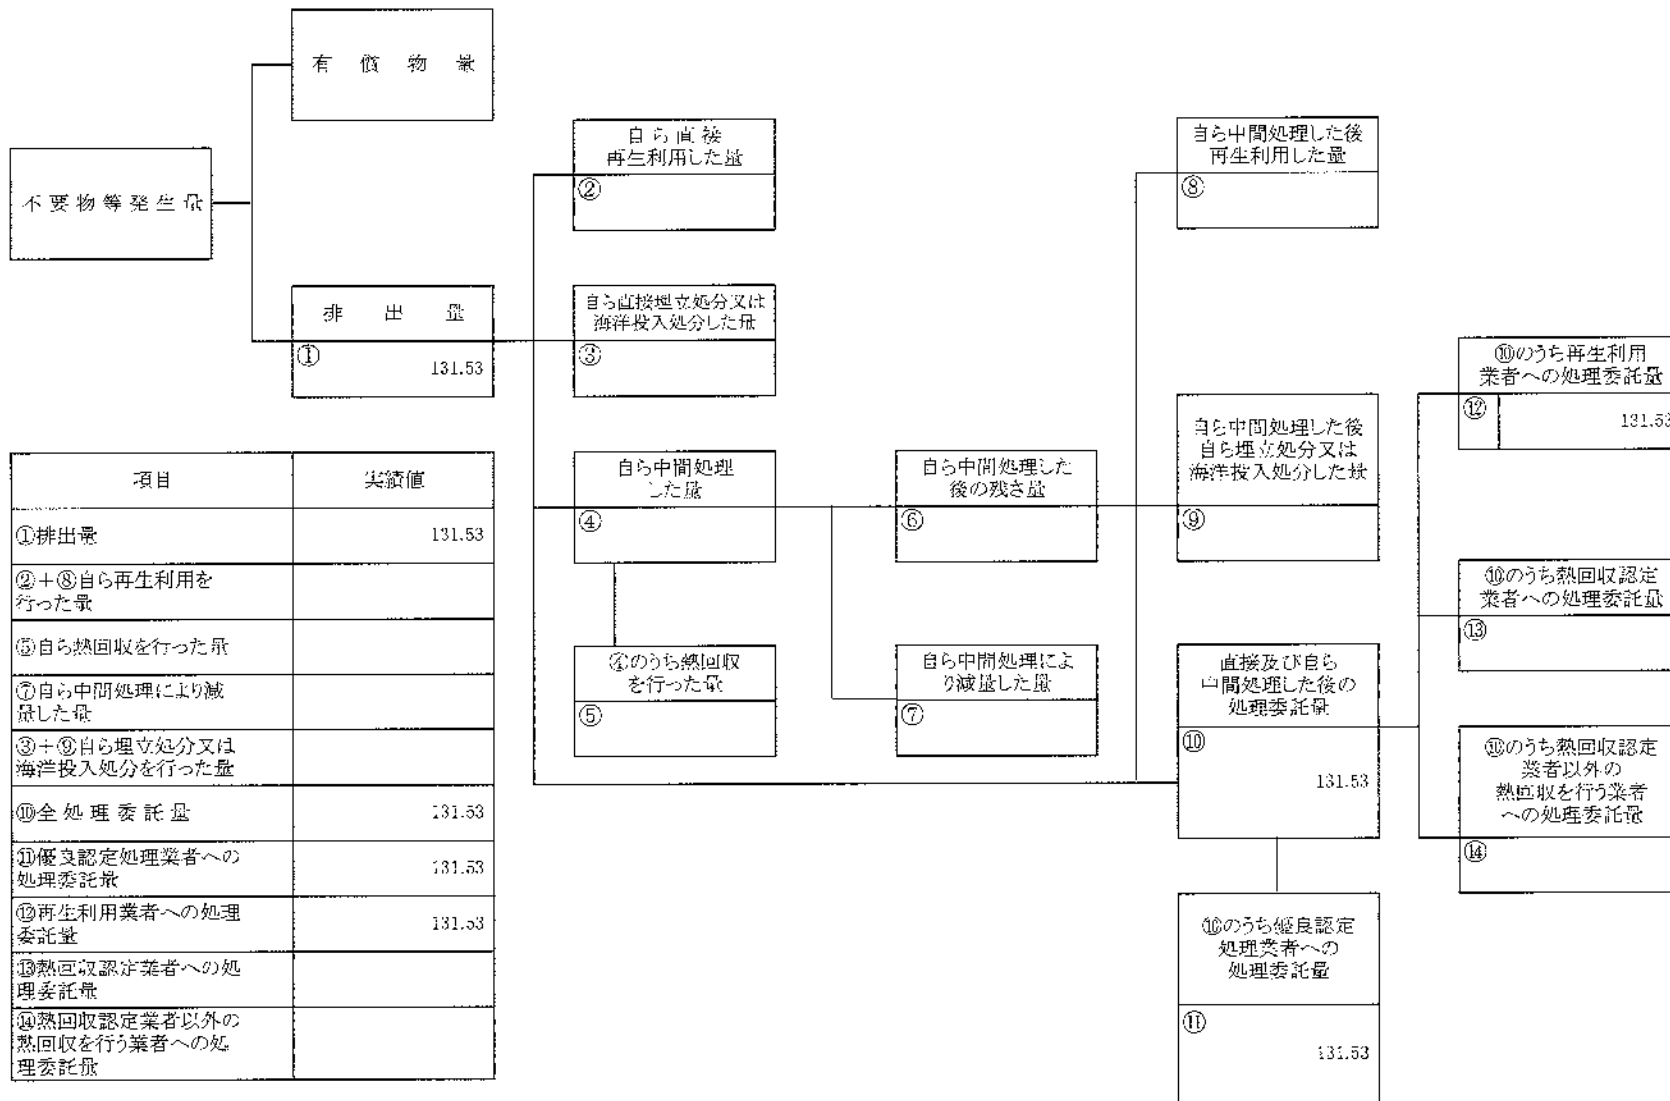 有償物量
不要物等発生量
排出量
①
131.53
自ら直接
再生利用した量
②
自ら直接埋立処分又は
海洋投入処分した量
③
自ら中間処理
した量
④
④のうち熱回収
を行った量
⑤
自ら中間処理した
後の残さ量
⑥
自ら中間処理によ
り減量した量
⑦
自ら中間処理した後
再生利用した量
⑧
自ら中間処理した後
自ら埋立処分又は
海洋投入処分した量
⑨
直接及び自ら
中間処理した後の
処理委託量
⑩
131.53
⑩のうち優良認定
処理業者への
処理委託量
⑪
131.53
⑩のうち再生利用
業者への処理委託量
⑫
131.53
⑩のうち熱回収認定
業者への処理委託量
⑬
⑩のうち熱回収認定
業者以外の
熱回収を行う業者
への処理委託量
⑭
項目 実績値
①排出量 131.53
②+⑧自ら再生利用を
行った量
⑤自ら熱回収を行った量
⑦自ら中間処理により減
量した量
③+⑨自ら埋立処分又は
海洋投入処分を行った量
⑩全処理委託量 131.53
⑪優良認定処理業者への
処理委託量 131.53
⑫再生利用業者への処理
委託量 131.53
⑬熱回収認定業者への処
理委託量
⑭熱回収認定業者以外の
熱回収を行う業者への処
理委託量